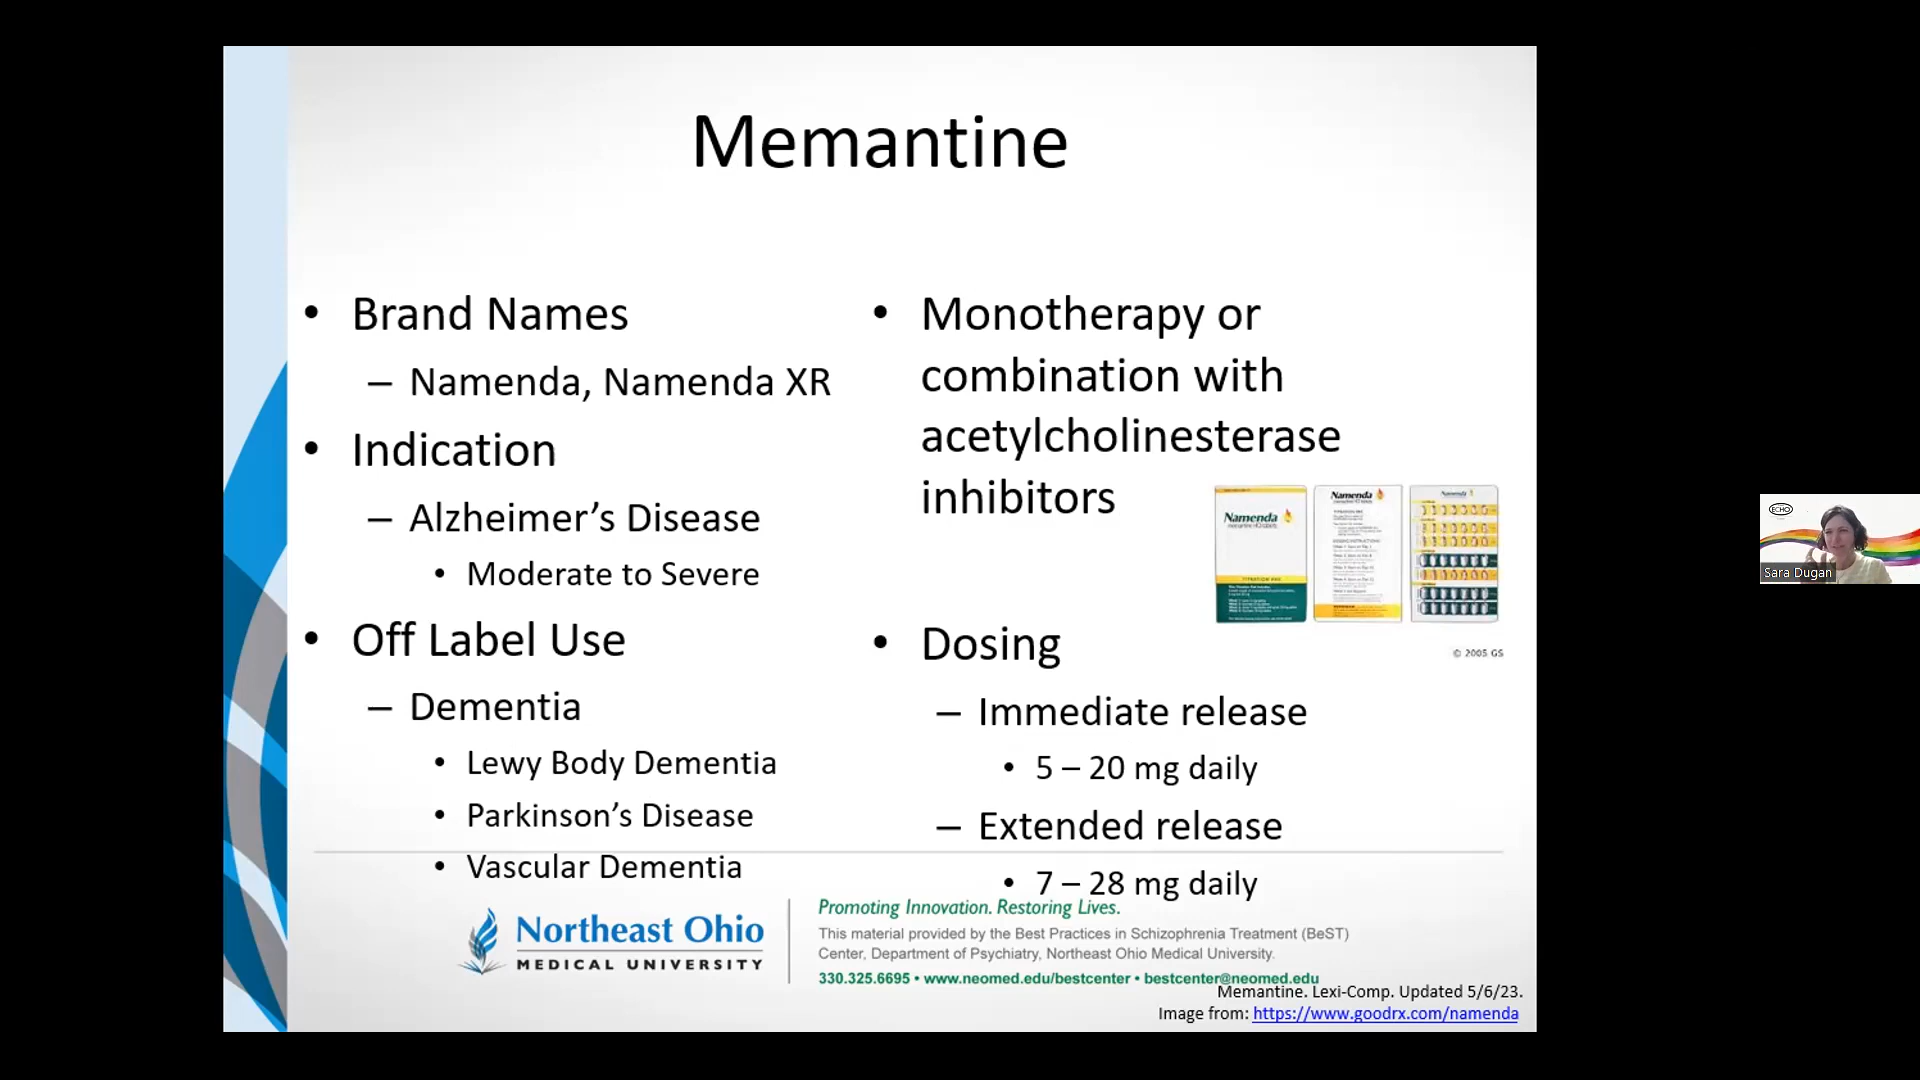 Memantine
• Brand Names
– Namenda, Namenda XR
• Indication
– Alzheimer’s Disease
• Moderate to Severe
• Off Label Use
– Dementia
• Lewy Body Dementia
• Parkinson’s Disease
• Vascular Dementia
• Monotherapy or
combination with
acetylcholinesterase
inhibitors
Namenda
Namenda
Namenda
© 2005 GS
• Dosing
– Immediate release
• 5 – 20 mg daily
– Extended release
• 7 – 28 mg daily
Northeast Ohio
MEDICAL UNIVERSITY
Promoting Innovation. Restoring Lives.
This material provided by the Best Practices in Schizophrenia Treatment (BeST)
Center, Department of Psychiatry, Northeast Ohio Medical University.
330.325.6695 • www.neomed.edu/bestcenter • bestcenter@neomed.edu
Memantine. Lexi-Comp. Updated 5/6/23.
Image from: https://www.goodrx.com/namenda
ECHO
Sara Dugan